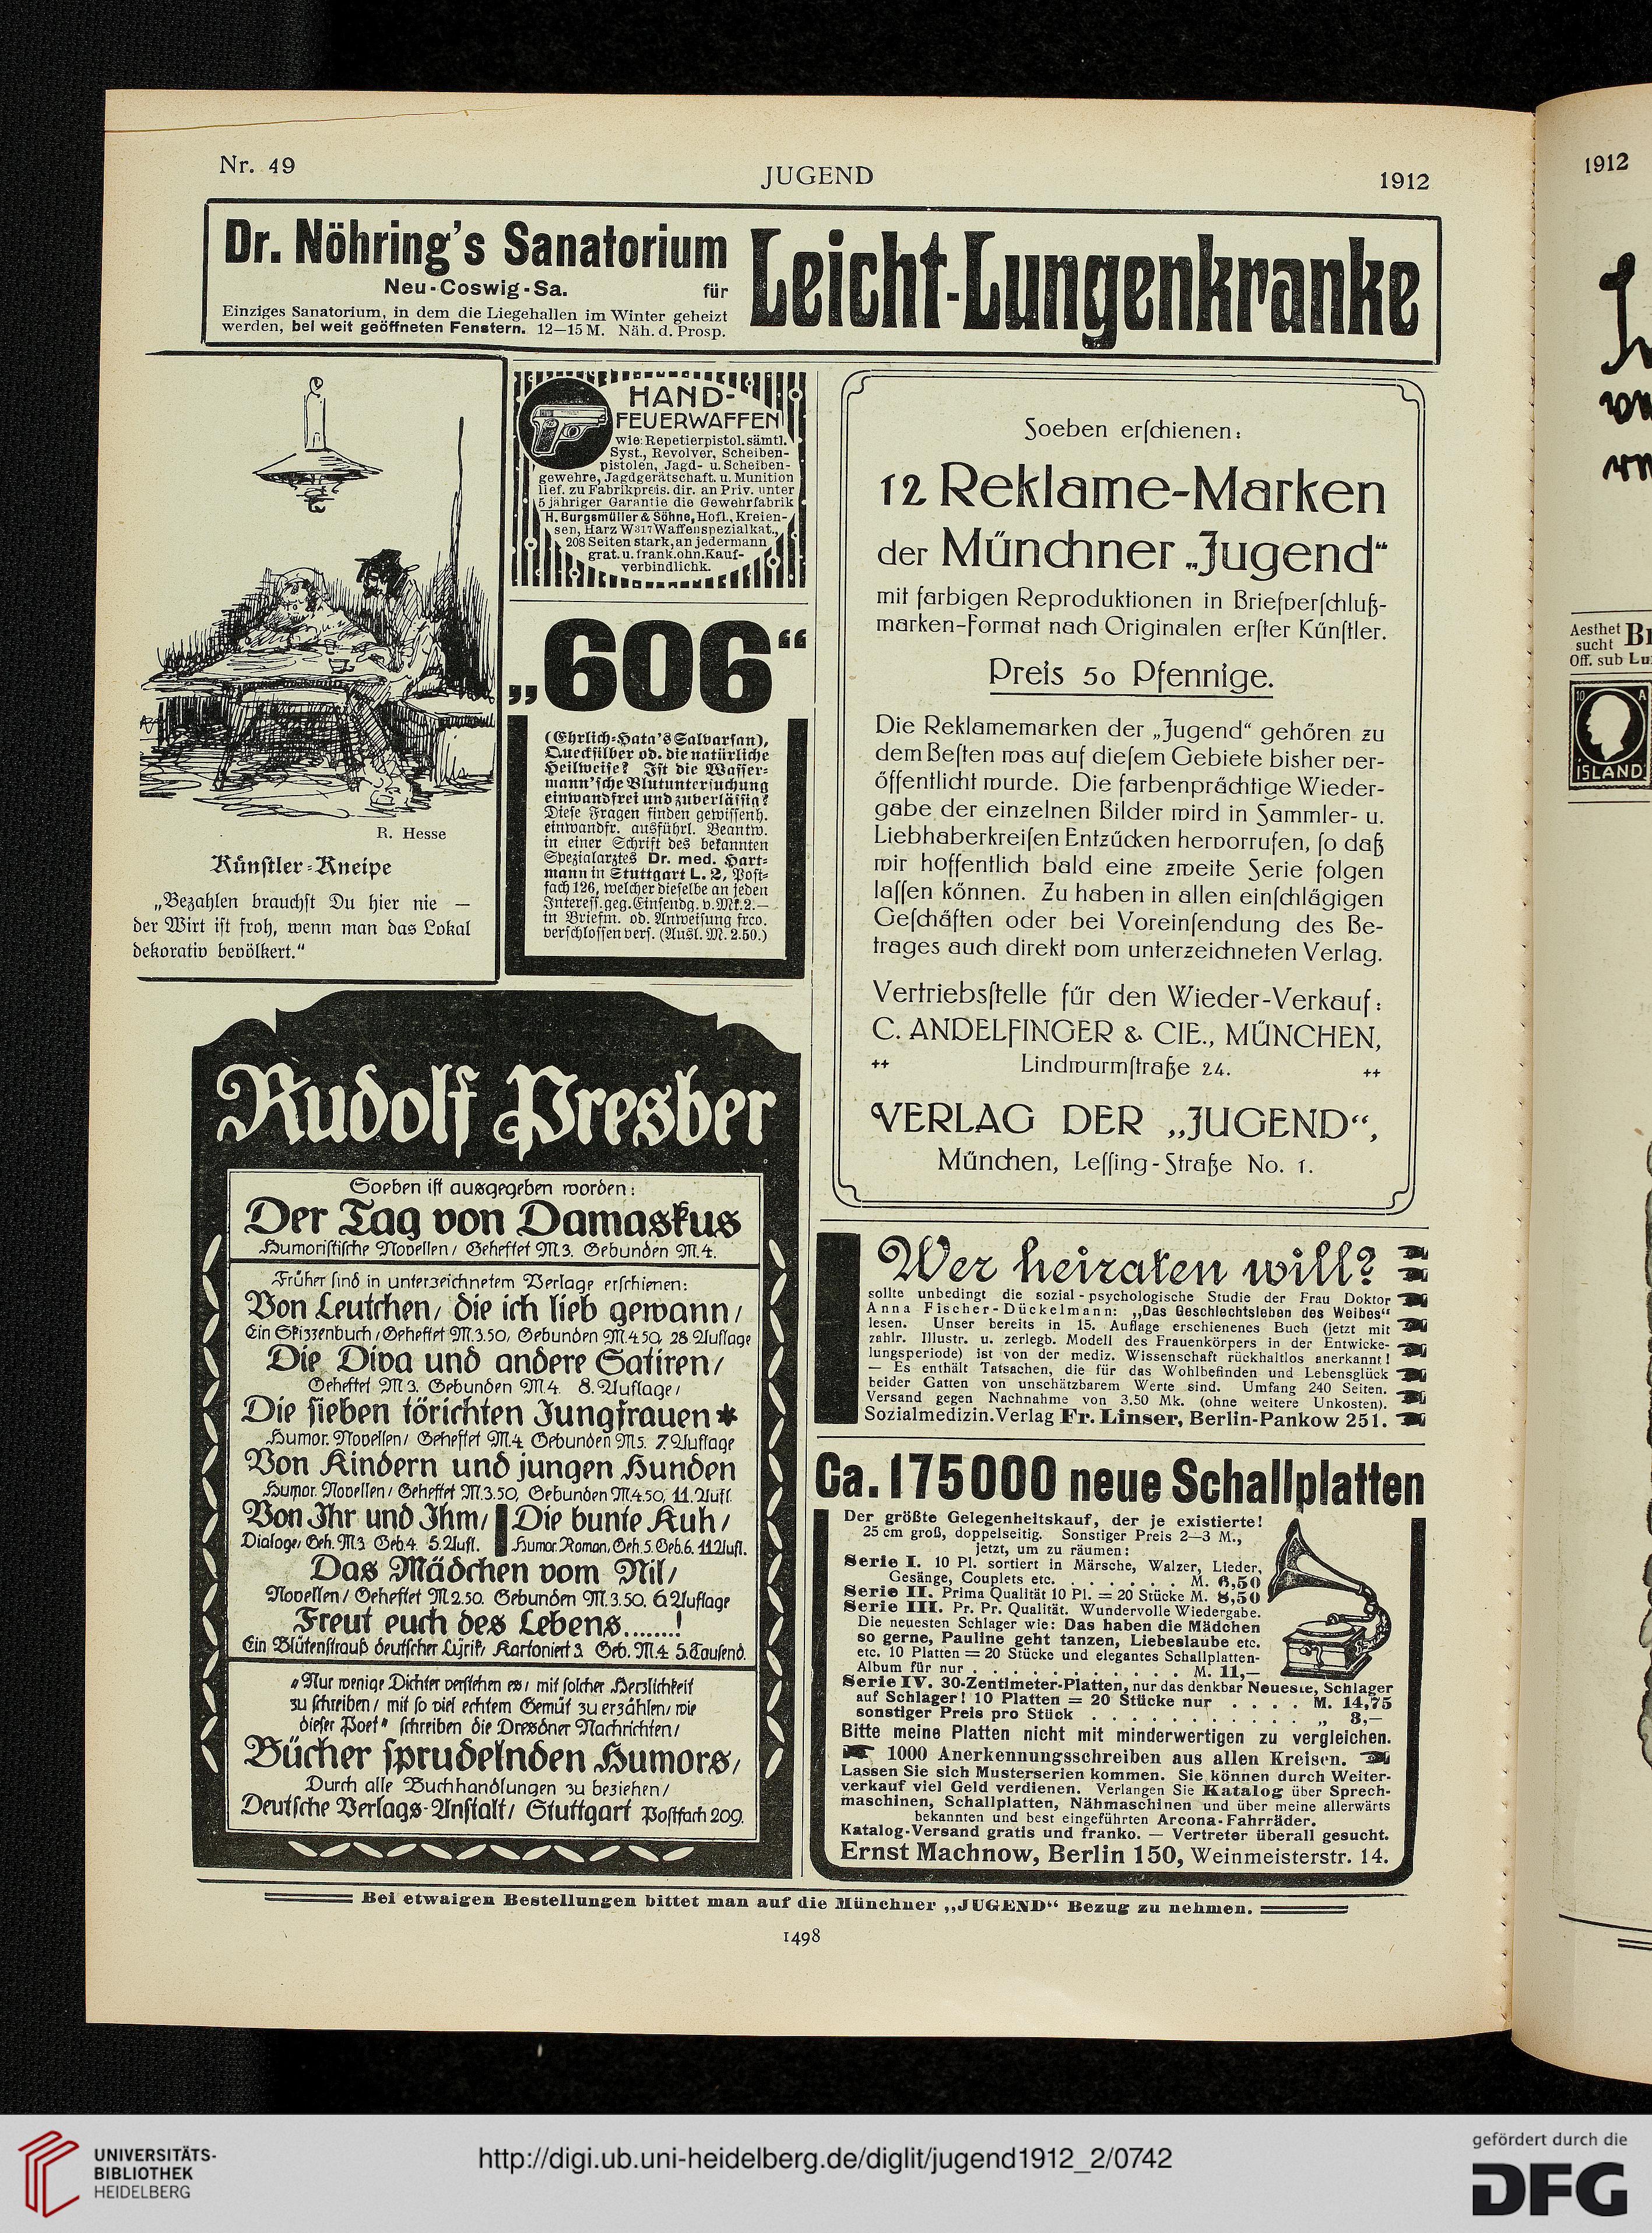 Nr. 49
JUGEND
1912
Dr. Nöhring's Sanatorium
Neu-Coswig-Sa. für
Einziges Sanatorium, in dem die Liegehallen im Winter geheizt
werden, bei weit geöffneten Fenstern. 12—15 M. Näh. d. Prosp.
Leicht-Lungenkranke
R. Hesse
Künstler-Kneipe
„Bezahlen brauchst Du hier nie —
der Wirt ist froh, wenn man das Lokal
dekorativ bevölkert.“
HAND-
FEUERWAFFEN
wie: Repetierpistol. sämtl.
Syst., Revolver, Scheiben-
pistolen, Jagd- u. Scheiben-
gewehre, Jagdgerätschaft. u. Munition
lief. zu Fabrikpreis. dir. an Priv. unter
5 jähriger Garantie die Gewehrfabrik
H. Burgsmüller & Söhne, Hofl., Kreien-
sen, Harz W317 Waffenspezialkat.,
208 Seiten stark, an jedermann
grat. u. frank. ohn. Kauf-
verbindlichk.
„606“
(Ehrlich-Hata's Salvarsan),
Quecksilber od. die natürliche
Heilweise? Ist die Wasser-
mann'sche Blutuntersuchung
einwandfrei und zuverlässig?
Diese Fragen finden gewissenh.
einwandfr. ausführl. Beantw.
in einer Schrift des bekannten
Spezialarztes Dr. med. Hart-
mann in Stuttgart L. 2, Post-
fach 126, welcher dieselbe an jeden
Interess. geg. Einsendg. v. Mk. 2.—
in Briefm. od. Anweisung frco.
verschlossen vers. (Ausl. M. 2.50.)
Soeben erschienen:
12 Reklame-Marken
der Münchner „Jugend“
mit farbigen Reproduktionen in Briefverschluß-
marken-Format nach Originalen erster Künstler.
Preis 50 Pfennige.
Die Reklamemarken der „Jugend“ gehören zu
dem Besten was auf diesem Gebiete bisher ver-
öffentlicht wurde. Die farbenprächtige Wieder-
gabe der einzelnen Bilder wird in Sammler- u.
Liebhaberkreisen Entzücken hervorrufen, so daß
wir hoffentlich bald eine zweite Serie folgen
lassen können. Zu haben in allen einschlägigen
Geschäften oder bei Voreinsendung des Be-
trages auch direkt vom unterzeichneten Verlag.
Vertriebsstelle für den Wieder-Verkauf:
C. ANDELFINGER & CIE., MÜNCHEN,
++ Lindwurmstraße 24. ++
VERLAG DER „JUGEND“,
München, Lessing-Straße No. 1.
Rudolf Presber
Soeben ist ausgegeben worden:
Der Tag von Damaskus
Humoristische Novellen / Geheftet M. 3. Gebunden M. 4.
Früher sind in unterzeichnetem Verlage erschienen:
Von Leutchen, die ich lieb gewann /
Ein Skizzenbuch / Geheftet M. 3.50, Gebunden M. 4.50, 28. Auflage
Die Diva und andere Satiren /
Geheftet M 3. Gebunden M 4. 8. Auflage /
Die sieben törichten Jungfrauen *
Humor. Novellen / Geheftet M. 4 Gebunden M 5. 7. Auflage
Von Kindern und jungen Hunden
Humor. Novellen / Geheftet M. 3.50, Gebunden M. 4.50, 11. Aufl.
Von Ihr und Ihm /
Dialoge, Geh. M. 3 Geb. 4. 5. Aufl.
Die bunte Kuh /
Humor. Roman, Geh. 5. Geb. 6. 11 Aufl.
Das Mädchen vom Nil /
Novellen / Geheftet M 2.50. Gebunden M. 3.50. 6. Auflage
Freut euch des Lebens........!
Ein Blütenstrauß deutscher Lyrik, Kartoniert 3. Geb. M. 4. 5. Tausend.
„Nur wenige Dichter verstehen es, mit solcher Herzlichkeit
zu schreiben / mit so viel echtem Gemüt zu erzählen, wie
dieser Poet“ schreiben die Dresdner Nachrichten /
Bücher sprudelnden Humors,
Durch alle Buchhandlungen zu beziehen /
Deutsche Verlags-Anstalt / Stuttgart Postfach 209.
Wer heiraten will?
sollte unbedingt die sozial-psychologische Studie der Frau Doktor
Anna Fischer-Dückelmann: „Das Geschlechtsleben des Weibes“
lesen. Unser bereits in 15. Auflage erschienenes Buch (jetzt mit
zahlr. Illustr. u. zerlegb. Modell des Frauenkörpers in der Entwicke-
lungsperiode) ist von der mediz. Wissenschaft rückhaltlos anerkannt!
— Es enthält Tatsachen, die für das Wohlbefinden und Lebensglück
beider Gatten von unschätzbarem Werte sind. Umfang 240 Seiten.
Versand gegen Nachnahme von 3.50 Mk. (ohne weitere Unkosten).
Sozialmedizin. Verlag Fr. Linser, Berlin-Pankow 251.
Ca. 175000 neue Schallplatten
Der größte Gelegenheitskauf, der je existierte!
25 cm groß, doppelseitig. Sonstiger Preis 2—3 M.,
jetzt, um zu räumen:
Serie I. 10 Pl. sortiert in Märsche, Walzer, Lieder,
Gesänge, Couplets etc. . . . . . . . M. 6,50
Serie II. Prima Qualität 10 Pl. = 20 Stücke M. 8,50
Serie III. Pr. Pr. Qualität. Wundervolle Wiedergabe.
Die neuesten Schlager wie: Das haben die Mädchen
so gerne, Pauline geht tanzen, Liebeslaube etc.
etc. 10 Platten = 20 Stücke und elegantes Schallplatten-
Album für nur . . . . . . . . . . . . M. 11,—
Serie IV. 30-Zentimeter-Platten, nur das denkbar Neueste, Schlager
auf Schlager! 10 Platten = 20 Stücke nur . . . . M. 14,75
sonstiger Preis pro Stück . . . . . . . . . . . . „ 3,—
Bitte meine Platten nicht mit minderwertigen zu vergleichen.
1000 Anerkennungsschreiben aus allen Kreisen.
Lassen Sie sich Musterserien kommen. Sie können durch Weiter-
verkauf viel Geld verdienen. Verlangen Sie Katalog über Sprech-
maschinen, Schallplatten, Nähmaschinen und über meine allerwärts
bekannten und best eingeführten Arcona-Fahrräder.
Katalog-Versand gratis und franko. — Vertreter überall gesucht.
Ernst Machnow, Berlin 150, Weinmeisterstr. 14.
Bei etwaigen Bestellungen bittet man auf die Münchner „JUGEND“ Bezug zu nehmen.
1498
1912
Aesthet
sucht
Off. sub
ISLAND
UNIVERSITÄTS-
BIBLIOTHEK
HEIDELBERG
http://digi.ub.uni-heidelberg.de/diglit/jugend1912_2/0742
gefördert durch die
DFG